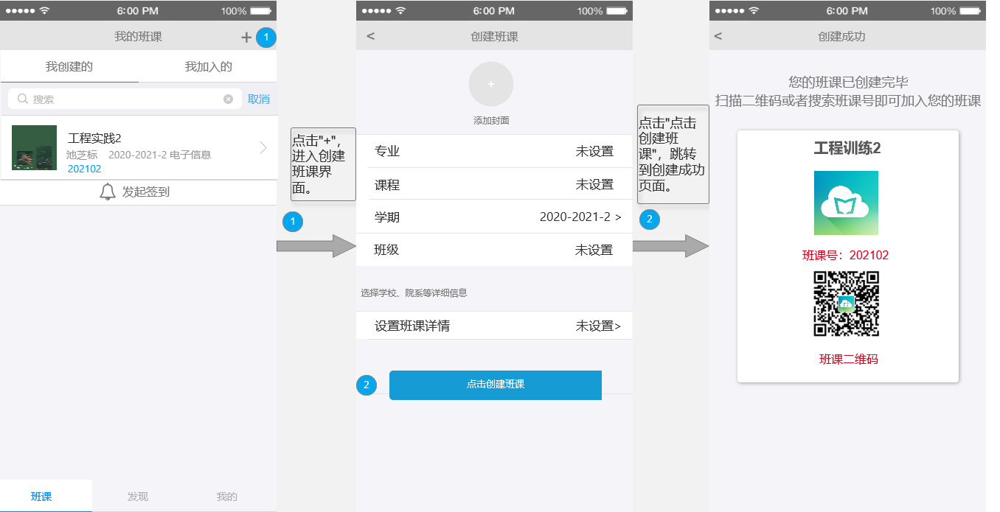 6:00 PM
100%
我的班课
+
1
我创建的
我加入的
搜索
取消
工程实践2
池芝标 2020-2021-2 电子信息
202102
发起签到
班课
发现
我的
点击"+",
进入创建
班课界
面。
1
6:00 PM
100%
<
创建班课
+
添加封面
专业 未设置
课程 未设置
学期 2020-2021-2 >
班级 未设置
选择学校、院系等详细信息
设置班课详情 未设置>
2
点击创建班课
点击"点击
创建班
课"，跳转
到创建成功
页面。
2
6:00 PM
100%
<
创建成功
您的班课已创建完毕
扫描二维码或者搜索班课号即可加入您的班课
工程训练2
班课号：202102
班课二维码